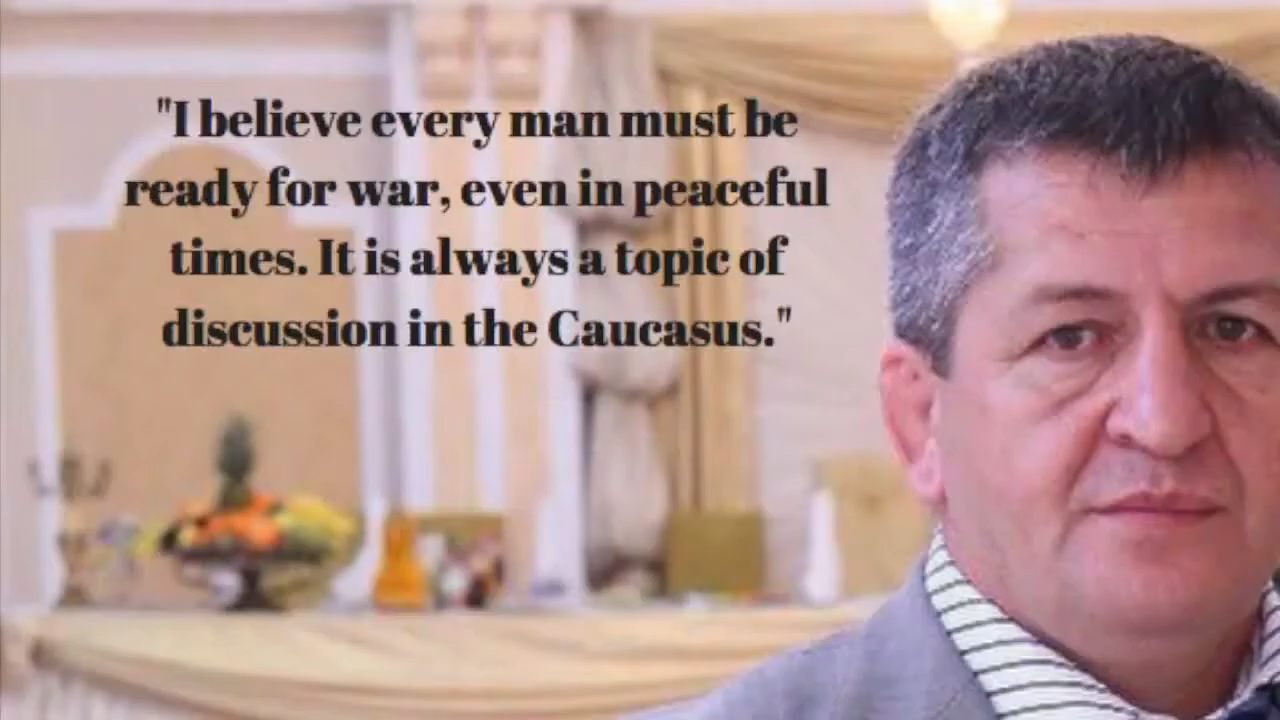 "I believe every man must be
ready for war, even in peaceful
times. It is always a topic of
discussion in the Caucasus."